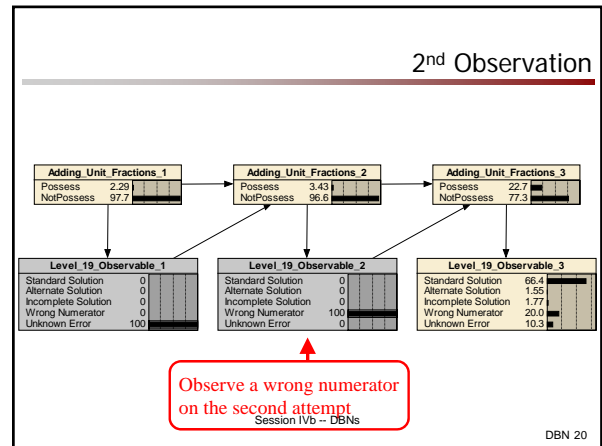 2nd Observation
Adding_Unit_Fractions_1
Possess 2.29
NotPossess 97.7
Adding_Unit_Fractions_2
Possess 3.43
NotPossess 96.6
Adding_Unit_Fractions_3
Possess 22.7
NotPossess 77.3
Level_19_Observable_1
Standard Solution 0
Alternate Solution 0
Incomplete Solution 0
Wrong Numerator 0
Unknown Error 100
Level_19_Observable_2
Standard Solution 0
Alternate Solution 0
Incomplete Solution 0
Wrong Numerator 100
Unknown Error 0
Level_19_Observable_3
Standard Solution 66.4
Alternate Solution 1.55
Incomplete Solution 1.77
Wrong Numerator 20.0
Unknown Error 10.3
Observe a wrong numerator
on the second attempt
Session IVb -- DBNs
DBN 20